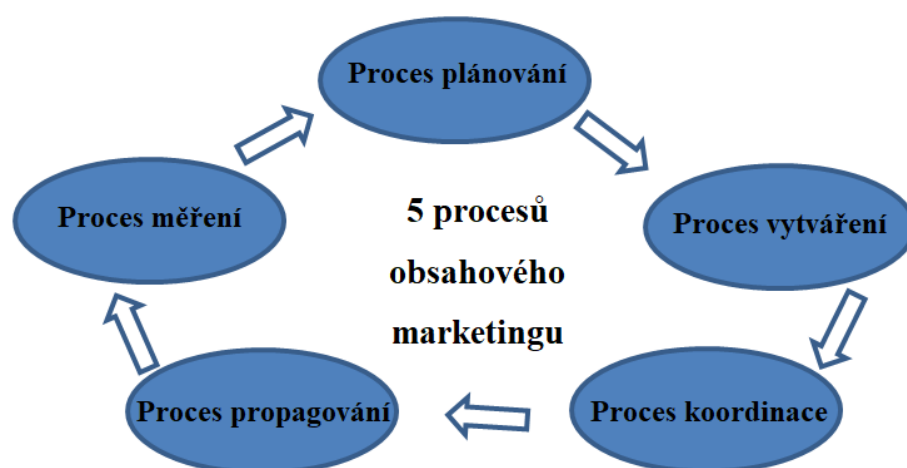 Proces plánování
Proces měření
5 procesů
obsahového
marketingu
Proces vytváření
Proces propagování
Proces koordinace